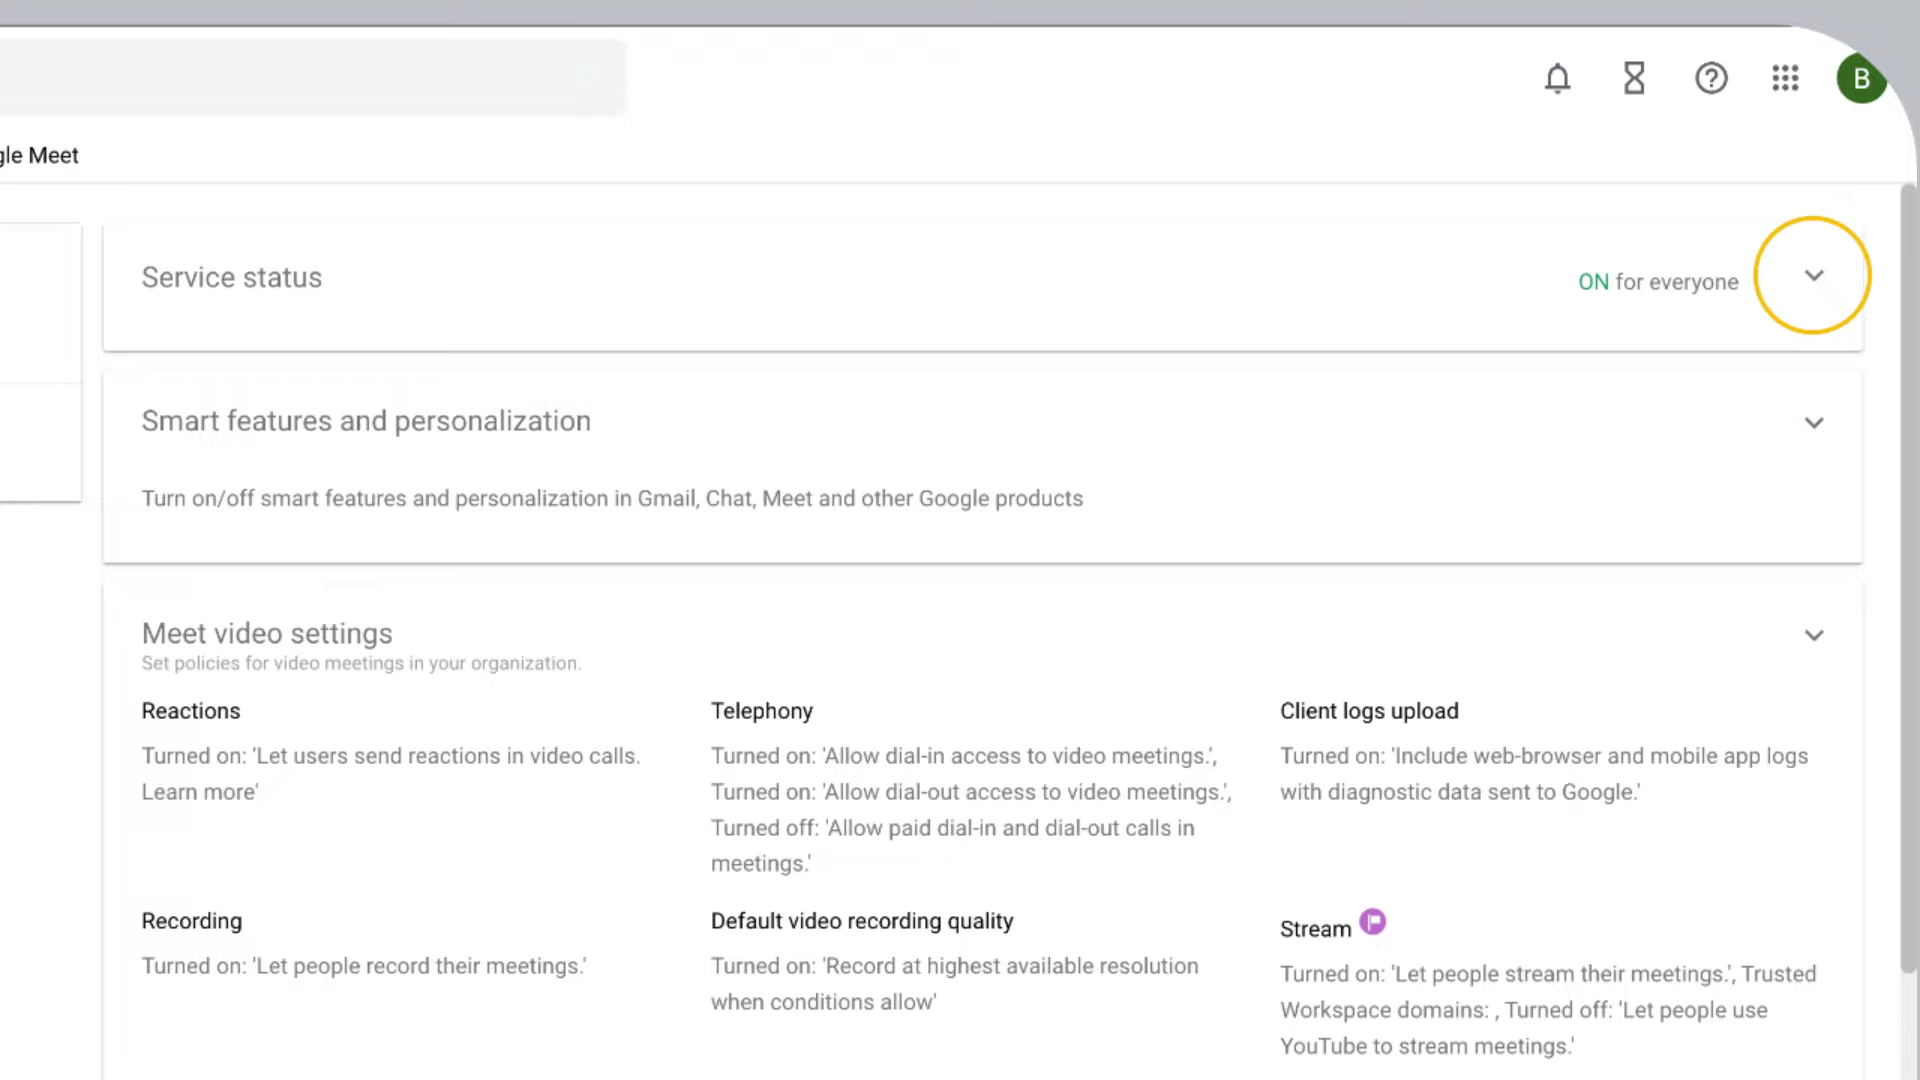 B
gle Meet
Service status
ON for everyone
Smart features and personalization
Turn on/off smart features and personalization in Gmail, Chat, Meet and other Google products
Meet video settings
Set policies for video meetings in your organization.
Reactions
Turned on: 'Let users send reactions in video calls.
Learn more'
Telephony
Turned on: 'Allow dial-in access to video meetings.',
Turned on: 'Allow dial-out access to video meetings.',
Turned off: 'Allow paid dial-in and dial-out calls in
meetings.'
Client logs upload
Turned on: 'Include web-browser and mobile app logs
with diagnostic data sent to Google.'
Recording
Turned on: 'Let people record their meetings.'
Default video recording quality
Turned on: 'Record at highest available resolution
when conditions allow'
Stream
Turned on: 'Let people stream their meetings.', Trusted
Workspace domains: , Turned off: 'Let people use
YouTube to stream meetings.'